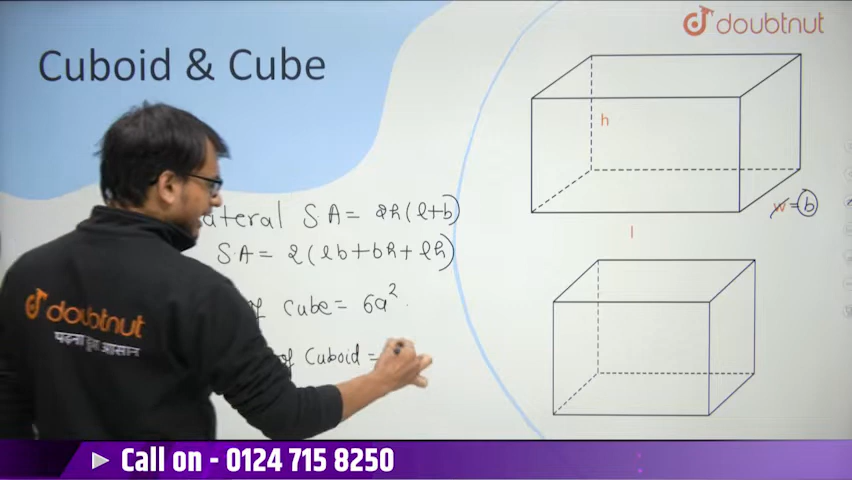 doubtnut
Cuboid & Cube
h
ateral SA = 2h(l+b)
w = b
l
SA = 2(lb+bh+lh)
of cube = 6a²
doubtnut
पढ़ना हुआ आसान
of Cuboid =
Call on - 0124 715 8250